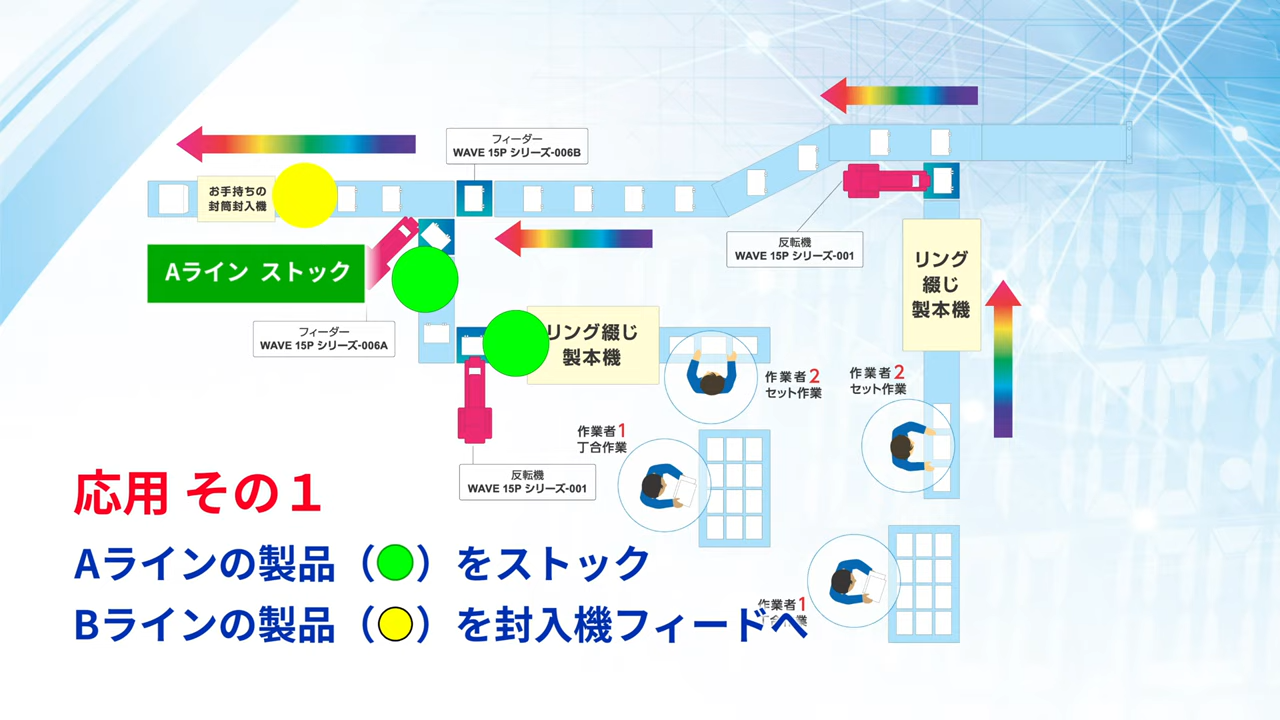 フィーダー
WAVE 15P シリーズ-006B
お手持ちの
封筒封入機
反転機
WAVE 15P シリーズ-001
リング
綴じ
製本機
Aライン ストック
フィーダー
WAVE 15P シリーズ-006A
リング綴じ
製本機
作業者2
セット作業
作業者2
セット作業
作業者1
丁合作業
反転機
WAVE 15P シリーズ-001
応用 その1
Aラインの製品（）をストック
作業者1
丁合作業
Bラインの製品（）を封入機フィードへ